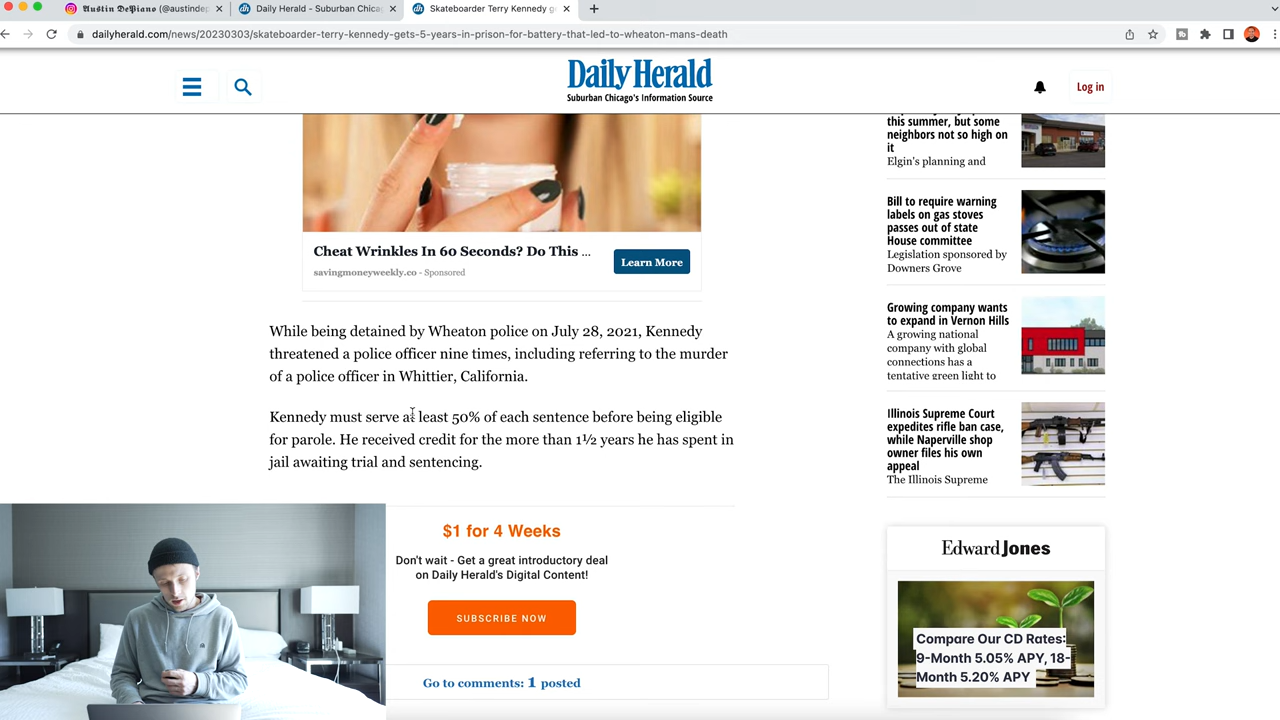 𝕬𝖚𝖘𝖙𝖎𝖓 𝕯𝖊𝕻𝖎𝖆𝖓𝖔 (@austindep
Daily Herald - Suburban Chicag
Skateboarder Terry Kennedy ge
dailyherald.com/news/20230303/skateboarder-terry-kennedy-gets-5-years-in-prison-for-battery-that-led-to-wheaton-mans-death
Daily Herald
Suburban Chicago's Information Source
Log in
Cheat Wrinkles In 60 Seconds? Do This ...
savingmoneyweekly.co - Sponsored
Learn More
While being detained by Wheaton police on July 28, 2021, Kennedy
threatened a police officer nine times, including referring to the murder
of a police officer in Whittier, California.
Kennedy must serve at least 50% of each sentence before being eligible
for parole. He received credit for the more than 1½ years he has spent in
jail awaiting trial and sentencing.
$1 for 4 Weeks
Don't wait - Get a great introductory deal
on Daily Herald's Digital Content!
SUBSCRIBE NOW
Go to comments: 1 posted
this summer, but some
neighbors not so high on
it
Elgin's planning and
Bill to require warning
labels on gas stoves
passes out of state
House committee
Legislation sponsored by
Downers Grove
Growing company wants
to expand in Vernon Hills
A growing national
company with global
connections has a
tentative green light to
Illinois Supreme Court
expedites rifle ban case,
while Naperville shop
owner files his own
appeal
The Illinois Supreme
Edward Jones
Compare Our CD Rates:
9-Month 5.05% APY, 18-
Month 5.20% APY